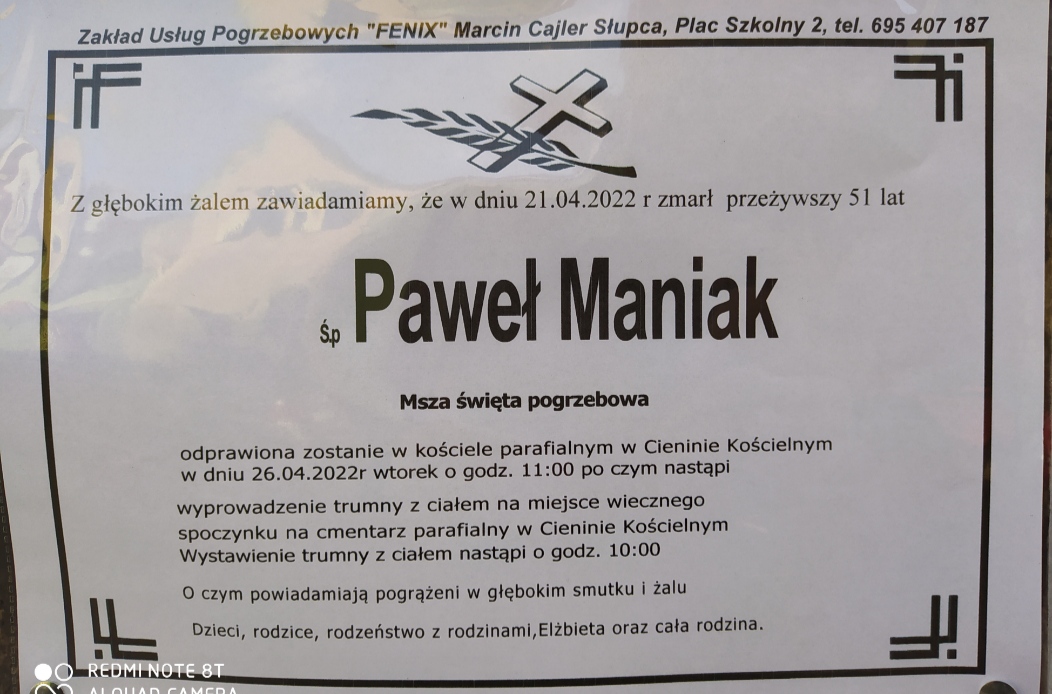 Zakład Usług Pogrzebowych "FENIX" Marcin Cajler Słupca, Plac Szkolny 2, tel. 695 407 187
Z głębokim żalem zawiadamiamy, że w dniu 21.04.2022 r zmarł przeżywszy 51 lat
Ś.p Paweł Maniak
Msza święta pogrzebowa
odprawiona zostanie w kościele parafialnym w Cieninie Kościelnym
w dniu 26.04.2022r wtorek o godz. 11:00 po czym nastąpi
wyprowadzenie trumny z ciałem na miejsce wiecznego
spoczynku na cmentarz parafialny w Cieninie Kościelnym
Wystawienie trumny z ciałem nastąpi o godz. 10:00
O czym powiadamiają pogrążeni w głębokim smutku i żalu
Dzieci, rodzice, rodzeństwo z rodzinami,Elżbieta oraz cała rodzina.
REDMI NOTE 8T
AI QUAD CAMERA